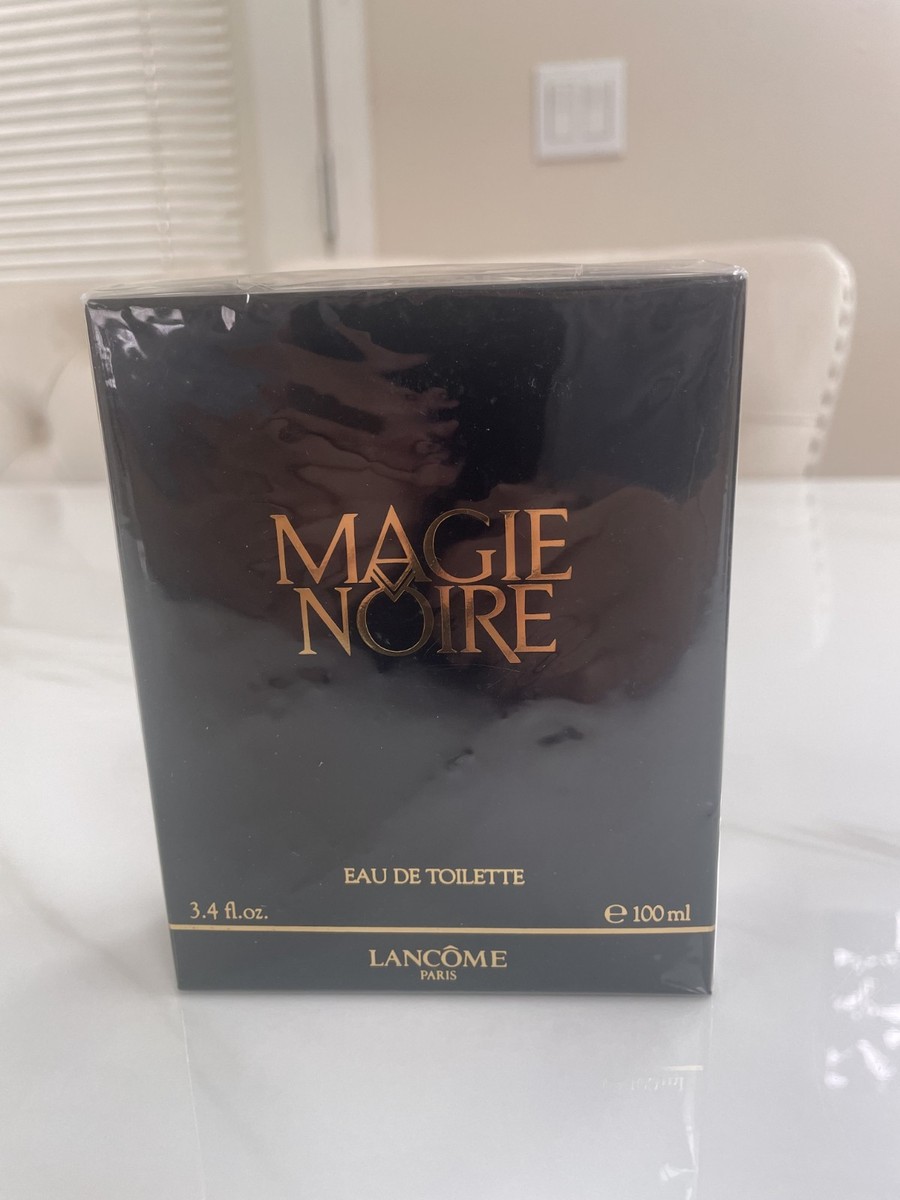 MAGIE
NOIRE
EAU DE TOILETTE
3.4 fl.oz. ℮ 100 ml
LANCÔME
PARIS